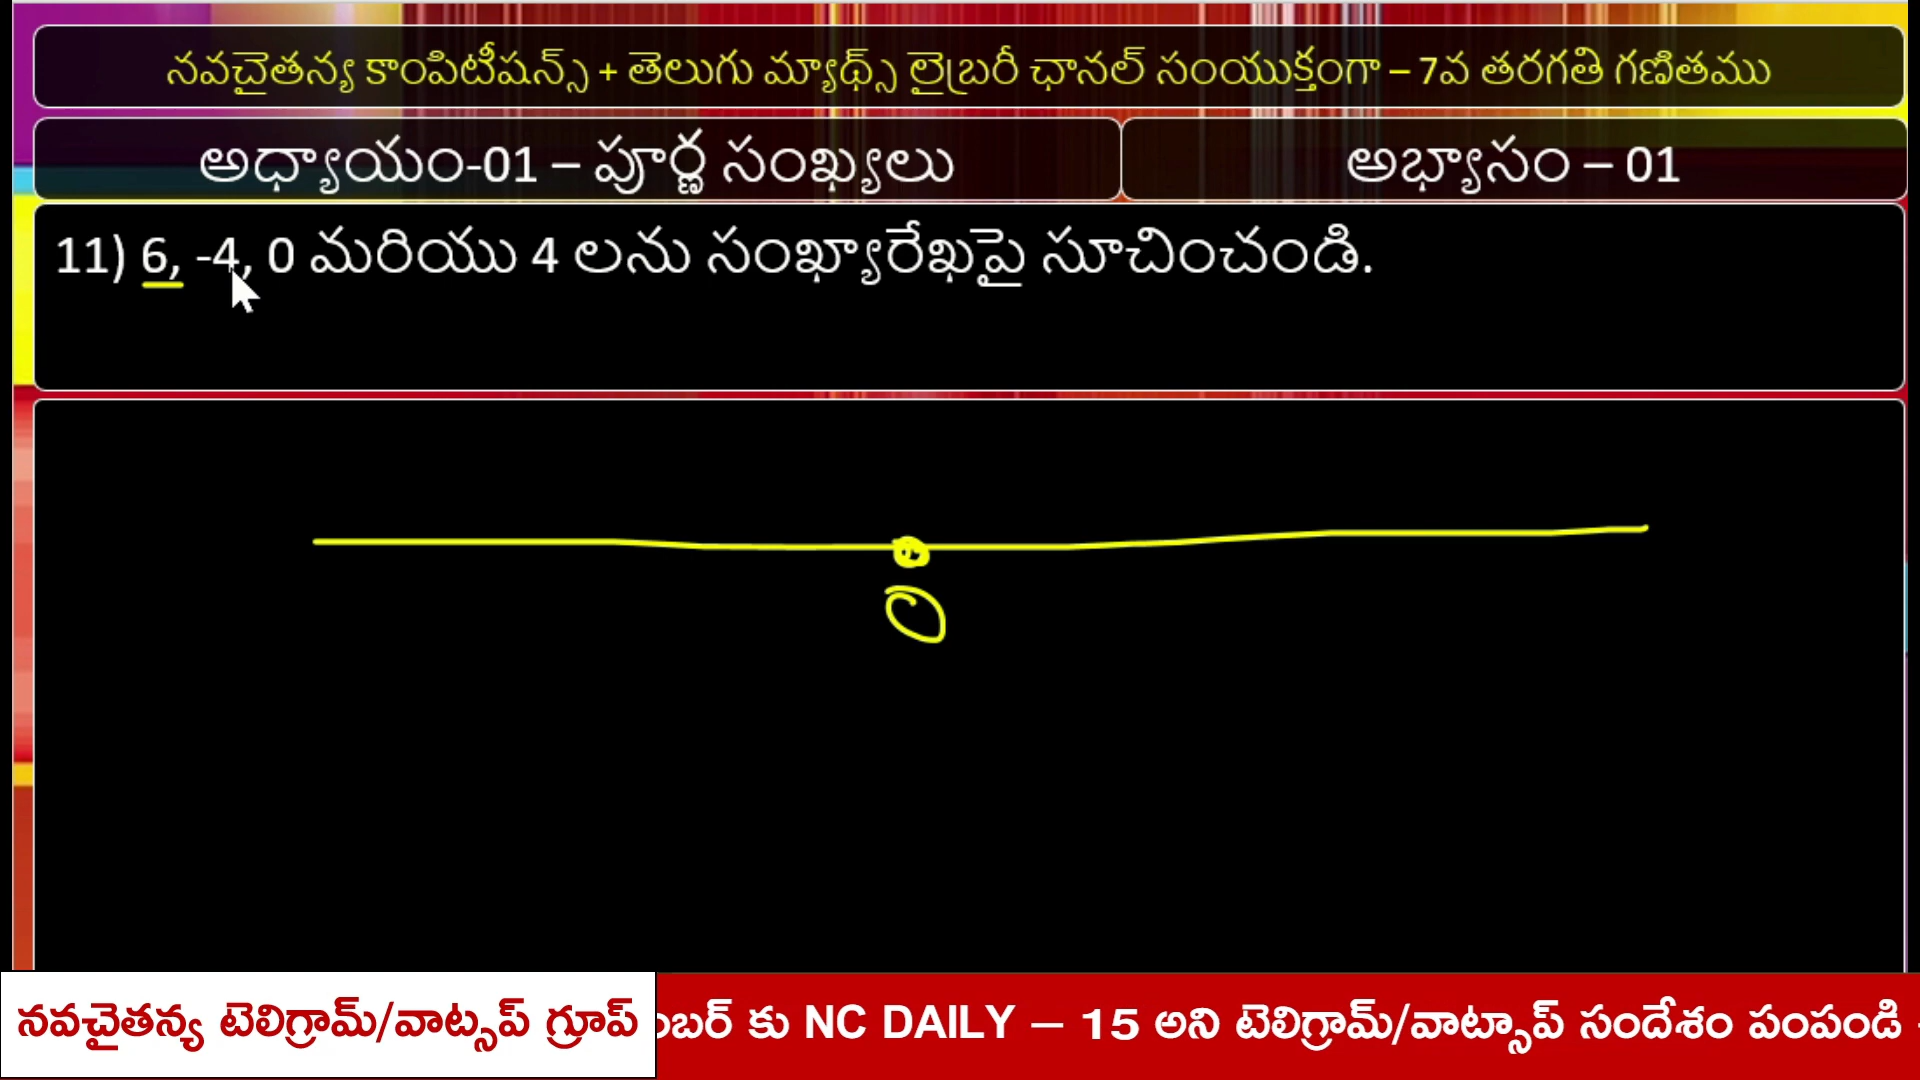 నవచైతన్య కాంపిటీషన్స్ + తెలుగు మ్యాథ్స్ లైబ్రరీ ఛానల్ సంయుక్తంగా – 7వ తరగతి గణితము
అధ్యాయం-01 – పూర్ణ సంఖ్యలు
అభ్యాసం – 01
11) 6, -4, 0 మరియు 4 లను సంఖ్యారేఖపై సూచించండి.
0
నవచైతన్య టెలిగ్రామ్/వాట్సప్ గ్రూప్
కు NC DAILY – 15 అని టెలిగ్రామ్/వాట్సాప్ సందేశం పంపండి